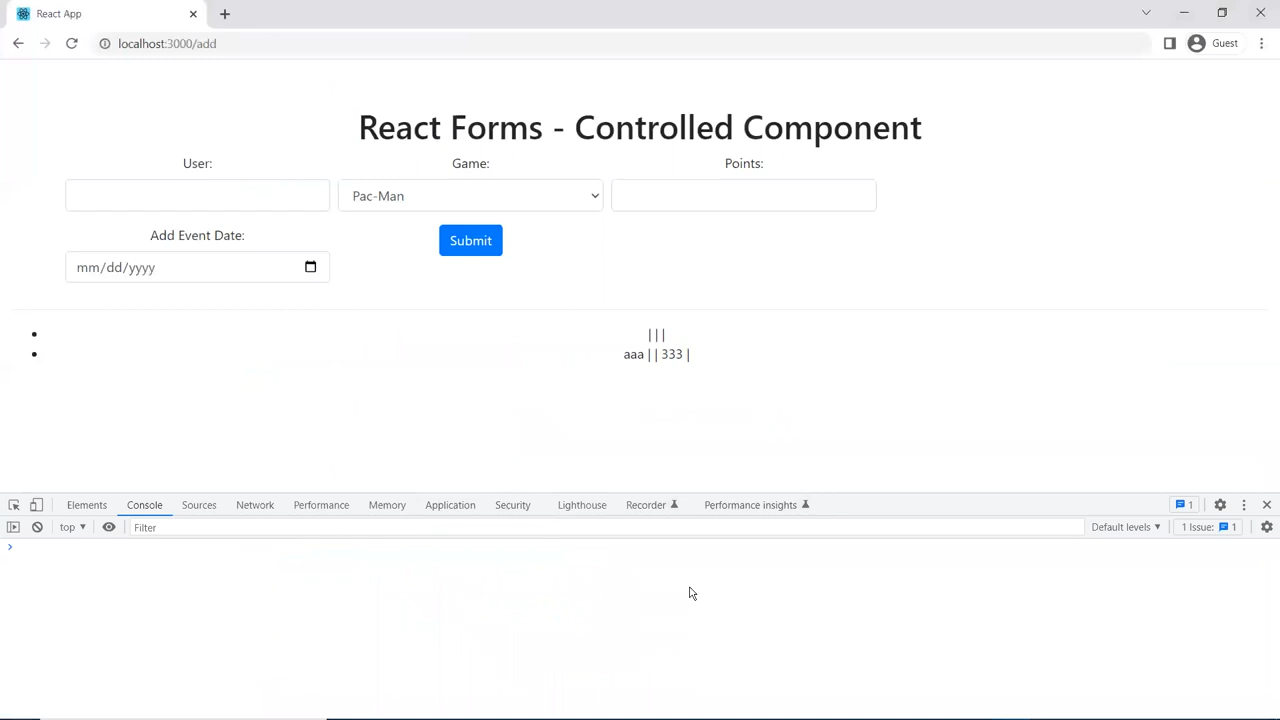 React App
localhost:3000/add
Guest
React Forms - Controlled Component
User: Game: Points:
Pac-Man
Add Event Date:
Submit
mm/dd/yyyy
| | |
aaa | | 333 |
Elements Console Sources Network Performance Memory Application Security Lighthouse Recorder Performance insights 1
top Filter Default levels 1 Issue: 1